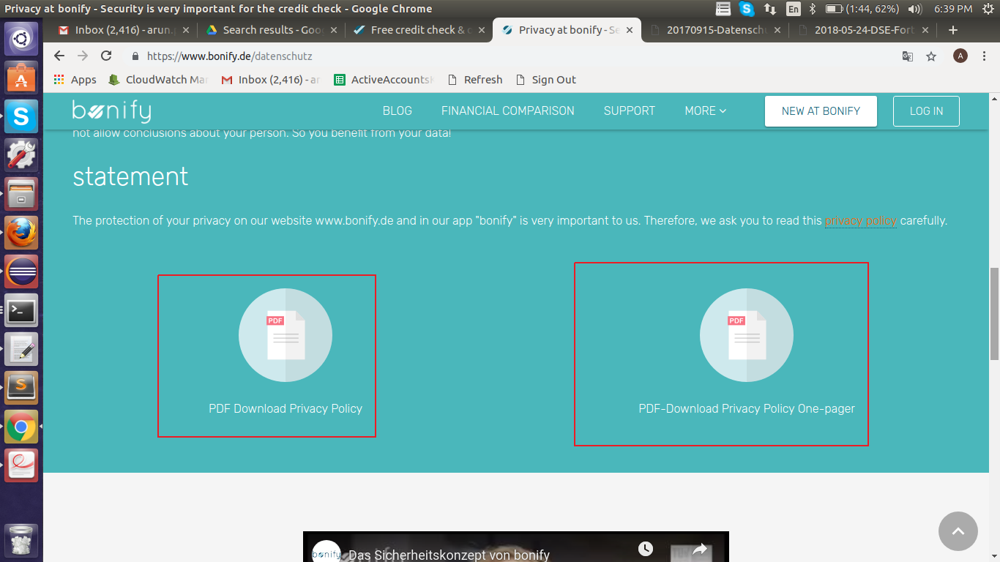 Privacy at bonify - Security is very important for the credit check - Google Chrome
En
(1:44, 62%)
6:39 PM
Inbox (2,416) - arun.
Search results - Goo
Free credit check & c
Privacy at bonify - Se
20170915-Datensch
2018-05-24-DSE-Fort
https://www.bonify.de/datenschutz
A
Apps
CloudWatch Mar
Inbox (2,416) - ar
ActiveAccounts
Refresh
Sign Out
bonify
BLOG
FINANCIAL COMPARISON
SUPPORT
MORE
NEW AT BONIFY
LOG IN
not allow conclusions about your person. So you benefit from your data!
statement
The protection of your privacy on our website www.bonify.de and in our app "bonify" is very important to us. Therefore, we ask you to read this privacy policy carefully.
PDF
PDF
PDF Download Privacy Policy
PDF-Download Privacy Policy One-pager
bonify
Das Sicherheitskonzept von bonify